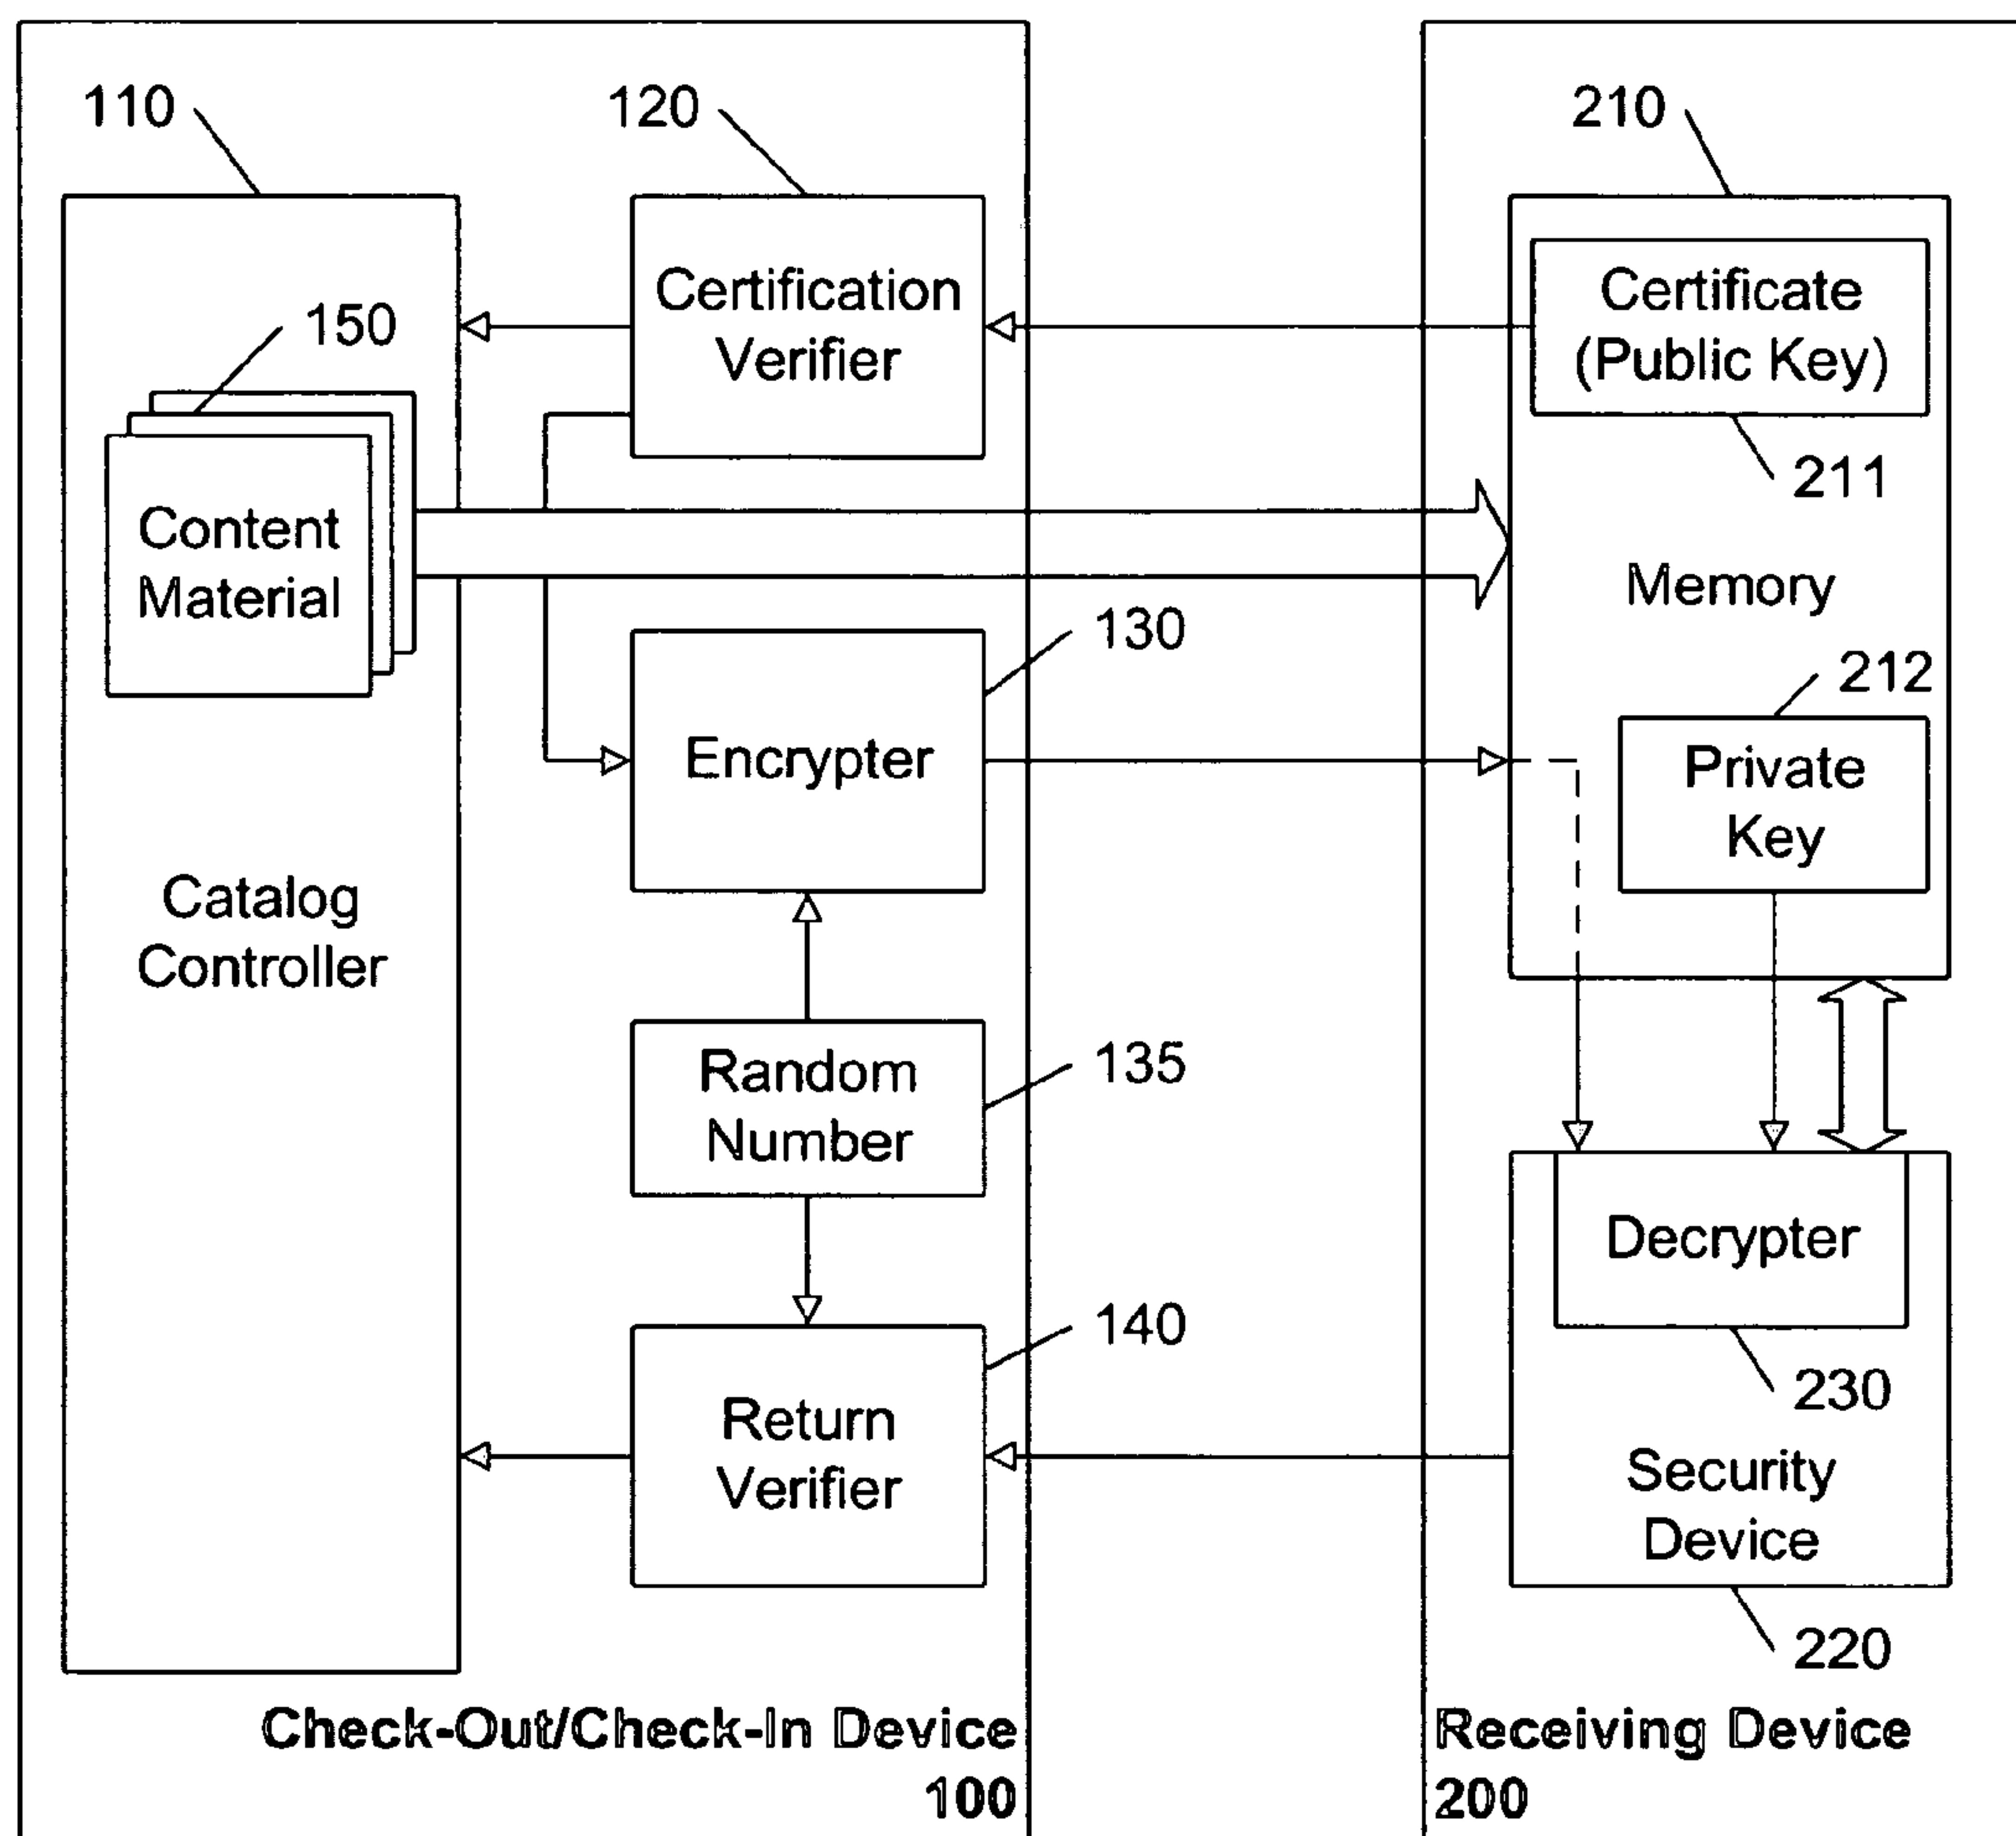 110
120
210
Certification
Verifier
Certificate
(Public Key)
150
211
Content
Material
Memory
130
212
Encrypter
Private
Key
Catalog
Controller
Random
Number
135
Decrypter
140
Return
Verifier
230
Security
Device
220
Check-Out/Check-In Device
100
Receiving Device
200